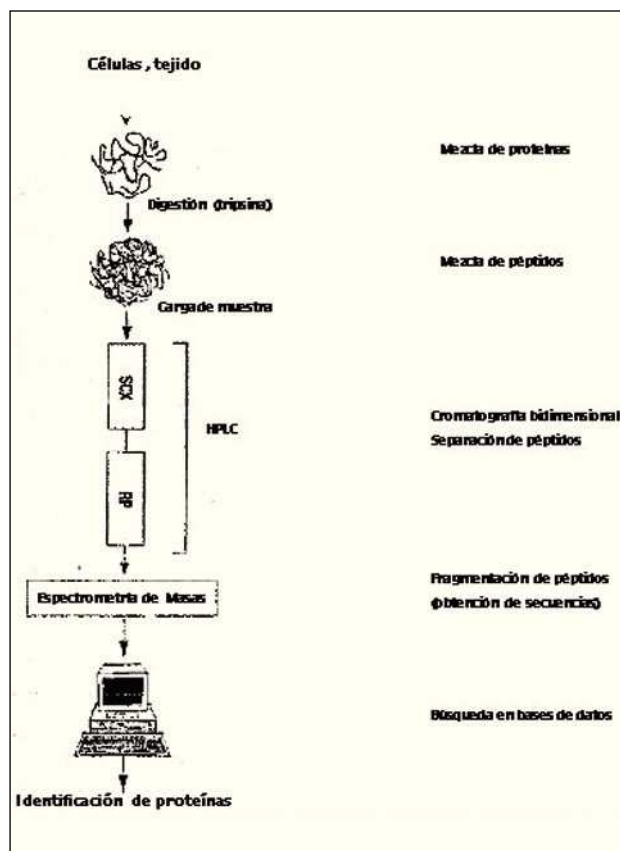 Células, tejido
Mezcla de proteínas
Digestión (tripsina)
Mezcla de péptidos
Carga de muestra
SCX
HPLC
Cromatografía bidimensional
Separación de péptidos
RP
Fragmentación de péptidos
Espectrometría de Masas
(obtención de secuencias)
Búsqueda en bases de datos
Identificación de proteínas